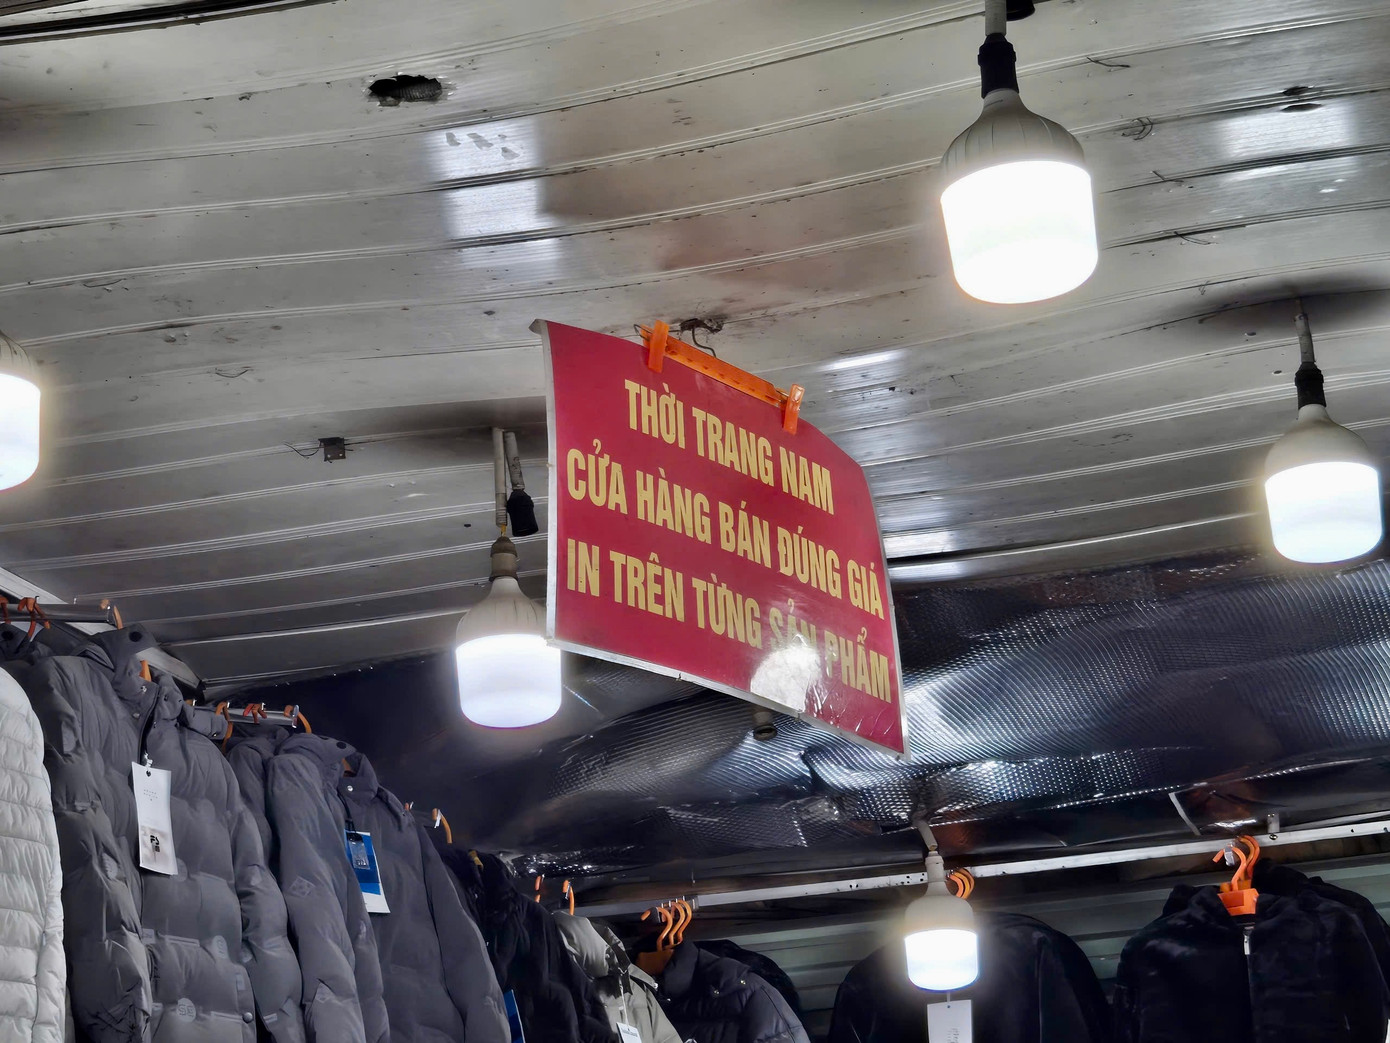 THỜI TRANG NAM
CỬA HÀNG BÁN ĐÚNG GIÁ
IN TRÊN TỪNG SẢN PHẨM